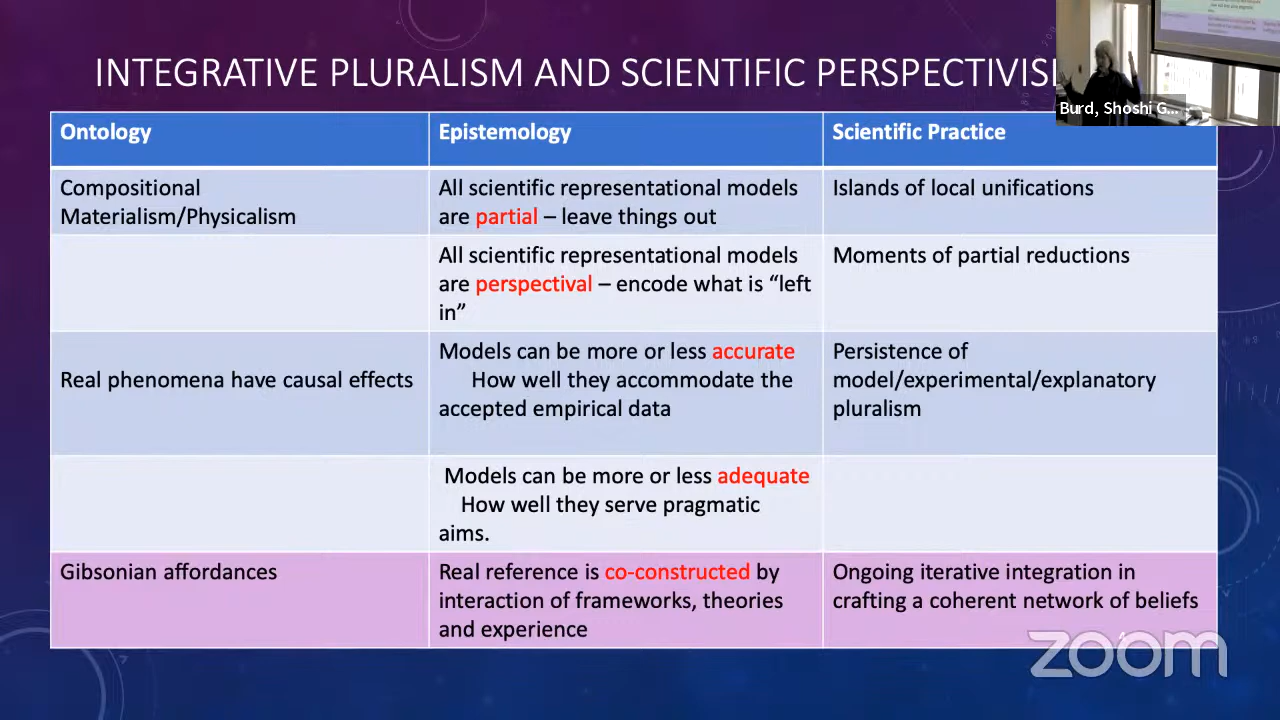 INTEGRATIVE PLURALISM AND SCIENTIFIC
Burd, Shoshi G...
Ontology
Epistemology
Scientific Practice
Compositional
Materialism/Physicalism
All scientific representational models
are partial – leave things out
Islands of local unifications
All scientific representational models
are perspectival – encode what is “left
in”
Moments of partial reductions
Real phenomena have causal effects
Models can be more or less accurate
How well they accommodate the
accepted empirical data
Persistence of
model/experimental/explanatory
pluralism
Models can be more or less adequate
How well they serve pragmatic
aims.
Gibsonian affordances
Real reference is co-constructed by
interaction of frameworks, theories
and experience
Ongoing iterative integration in
crafting a coherent network of beliefs
zoom